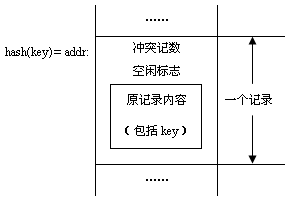 ······
hash(key)= addr:
冲突记数
空闲标志
原记录内容
（包括 key）
一个记录
······